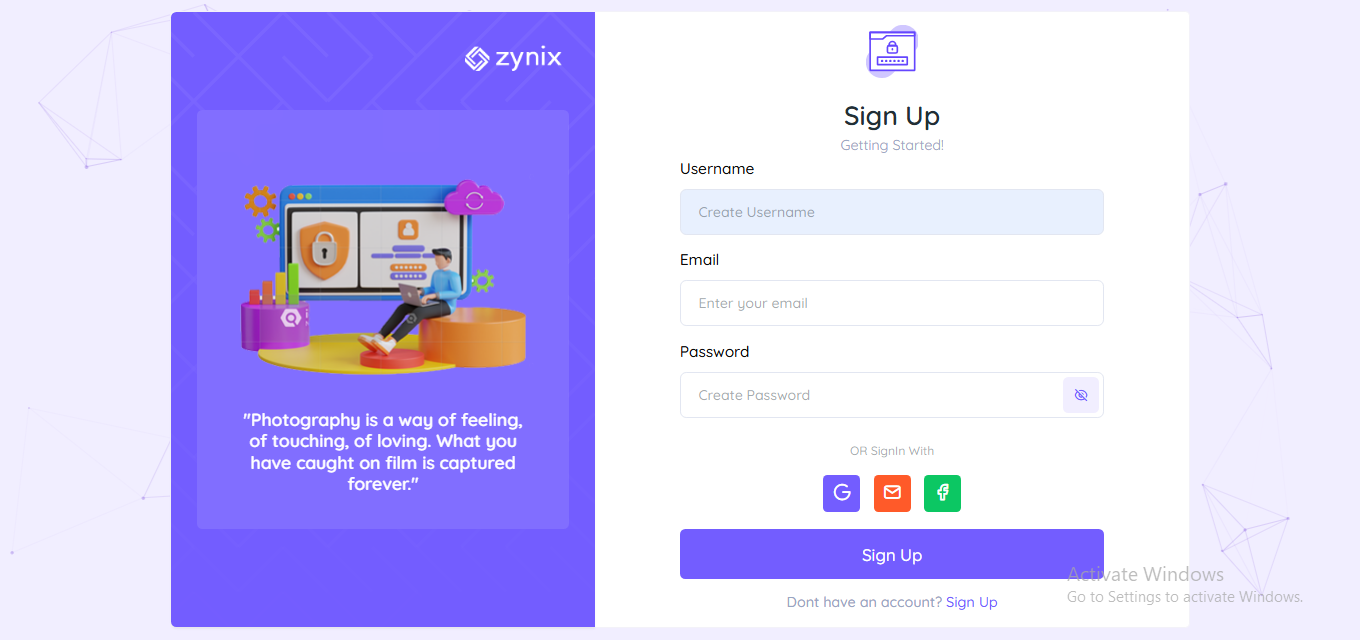 zynix
"Photography is a way of feeling,
of touching, of loving. What you
have caught on film is captured
forever."
Sign Up
Getting Started!
Username
Create Username
Email
Enter your email
Password
Create Password
OR SignIn With
Sign Up
Dont have an account? Sign Up
Activate Windows
Go to Settings to activate Windows.